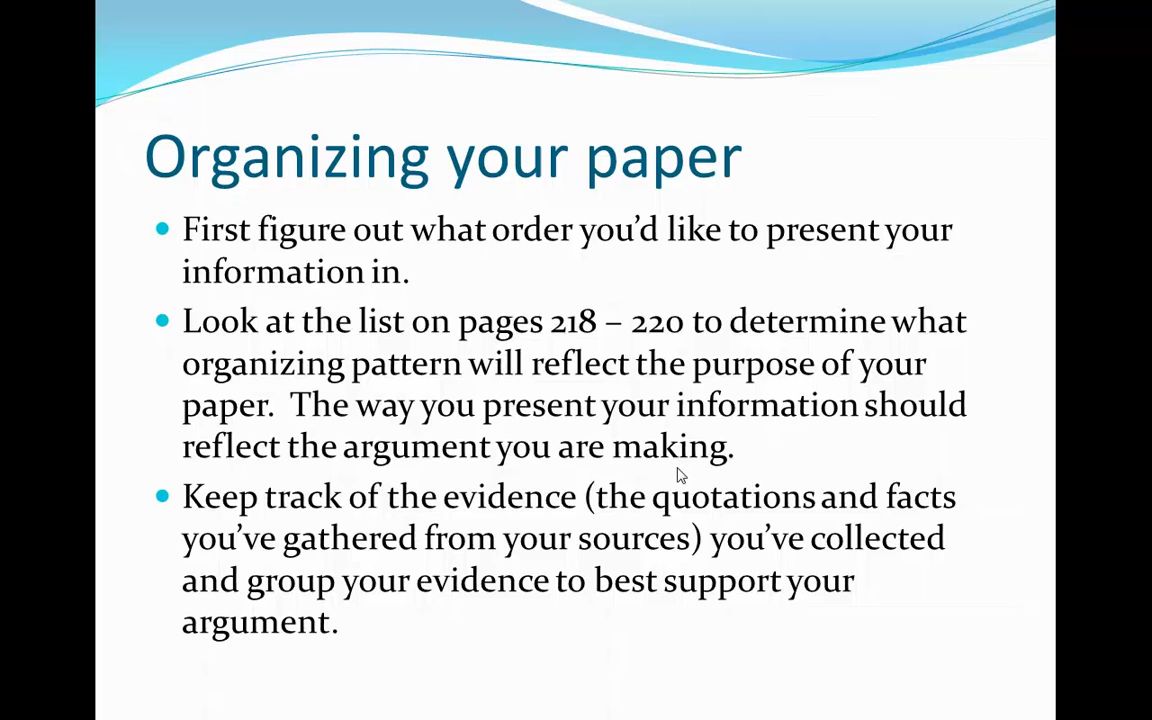 Organizing your paper
First figure out what order you’d like to present your
information in.
Look at the list on pages 218 – 220 to determine what
organizing pattern will reflect the purpose of your
paper.  The way you present your information should
reflect the argument you are making.
Keep track of the evidence (the quotations and facts
you’ve gathered from your sources) you’ve collected
and group your evidence to best support your
argument.